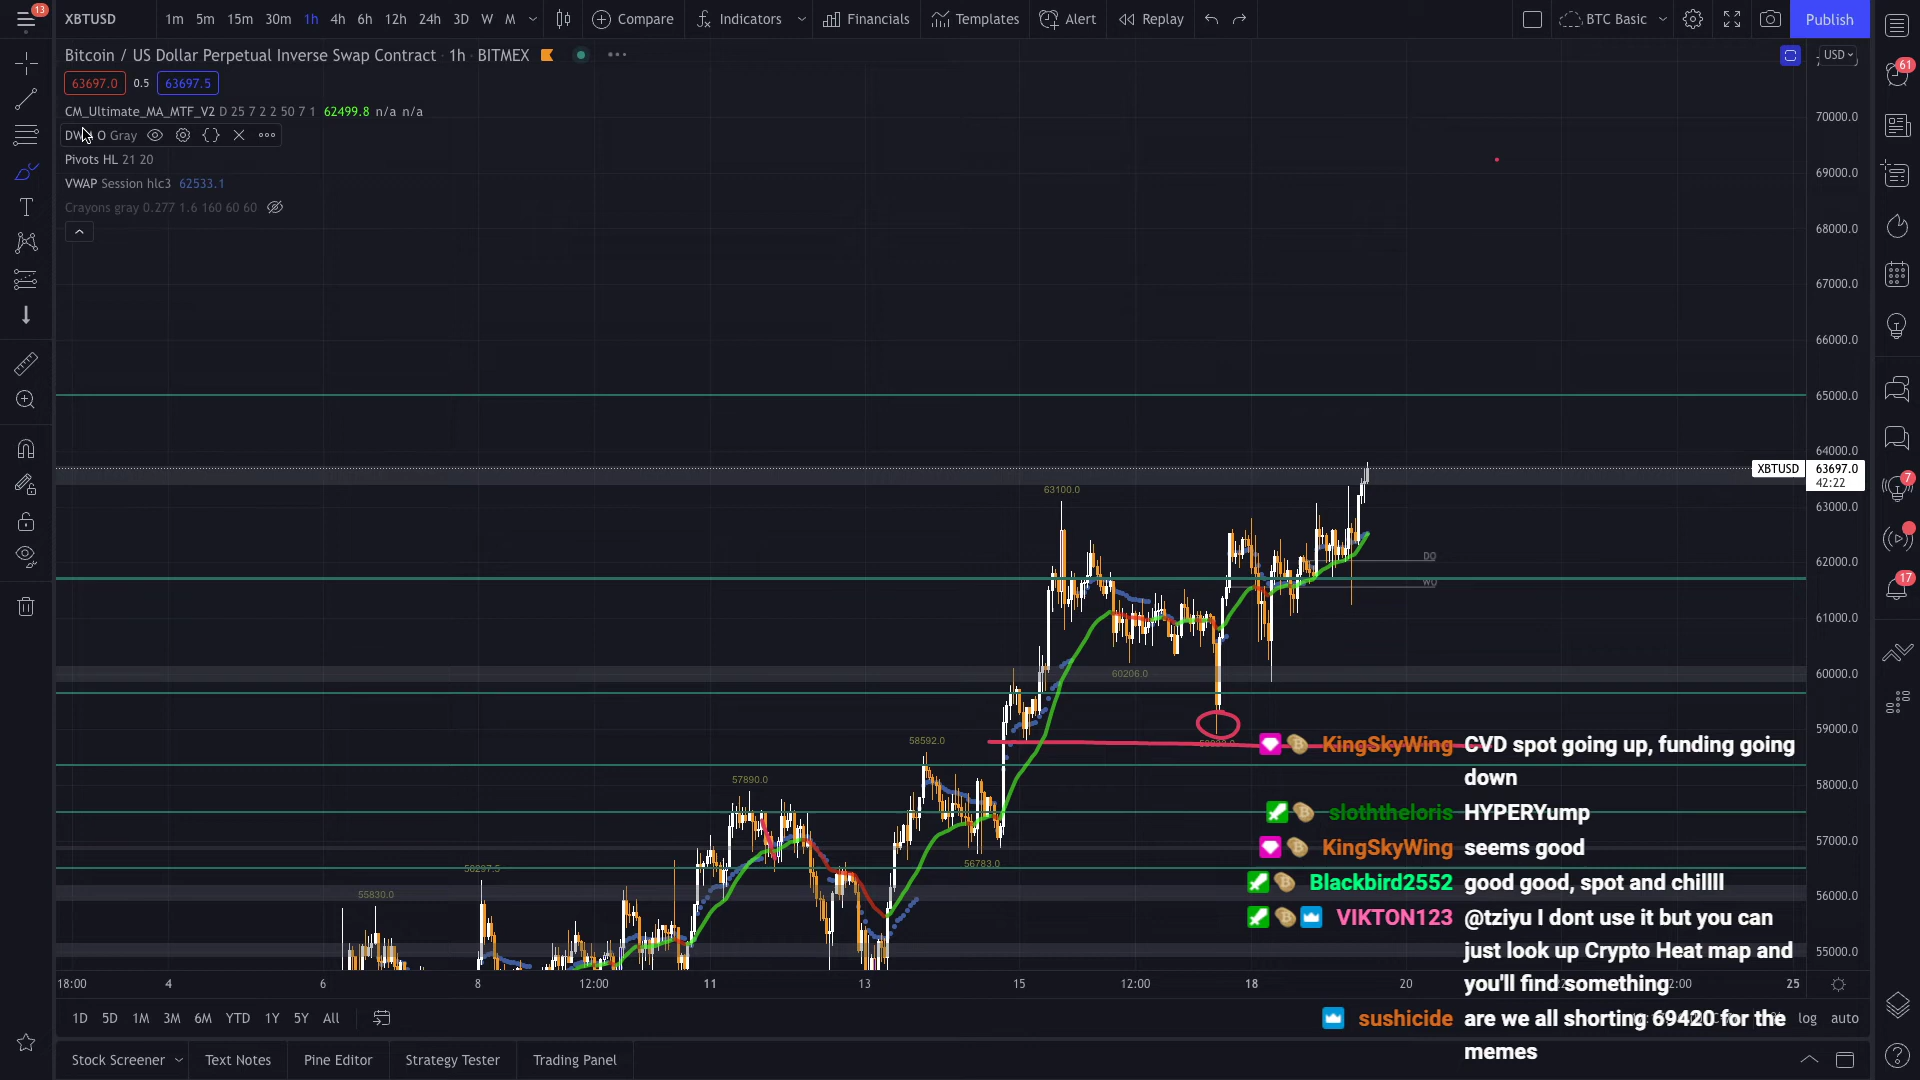 13
XBTUSD 1m 5m 15m 30m 1h 4h 6h 12h 24h 3D W M Compare Indicators Financials Templates Alert Replay BTC Basic Publish
Bitcoin / US Dollar Perpetual Inverse Swap Contract · 1h · BITMEX
USD
63697.0 0.5 63697.5
61
CM_Ultimate_MA_MTF_V2 D 25 7 2 2 50 7 1 62499.8 n/a n/a
O Gray
Pivots HL 21 20
VWAP Session hlc3 62533.1
Crayons gray 0.277 1.6 160 60 60
70000.0
69000.0
68000.0
67000.0
66000.0
65000.0
64000.0
XBTUSD 63697.0
42:22
63100.0
7
63000.0
DO
62000.0
WO
17
61000.0
60206.0
60000.0
59000.0
58592.0
KingSkyWing CVD spot going up, funding going
down
57890.0
58000.0
slothheloris HYPERYump
57000.0
KingSkyWing seems good
56783.0
56297.5
Blackbird2552 good good, spot and chillll
55830.0
56000.0
VIKTON123 @tziyu I dont use it but you can
just look up Crypto Heat map and
55000.0
you'll find something
18:00 4 6 8 12:00 11 13 15 12:00 18 20 25
1D 5D 1M 3M 6M YTD 1Y 5Y All
sushicide are we all shorting 69420 for the
memes
log auto
Stock Screener Text Notes Pine Editor Strategy Tester Trading Panel